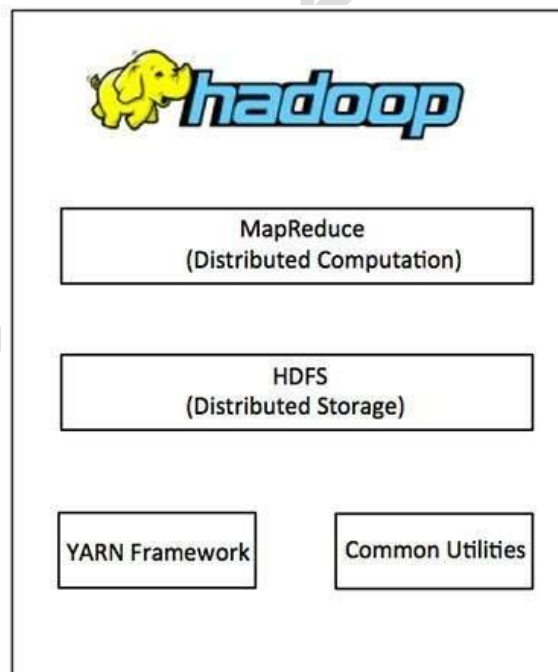 hadoop
MapReduce
(Distributed Computation)
HDFS
(Distributed Storage)
YARN Framework
Common Utilities